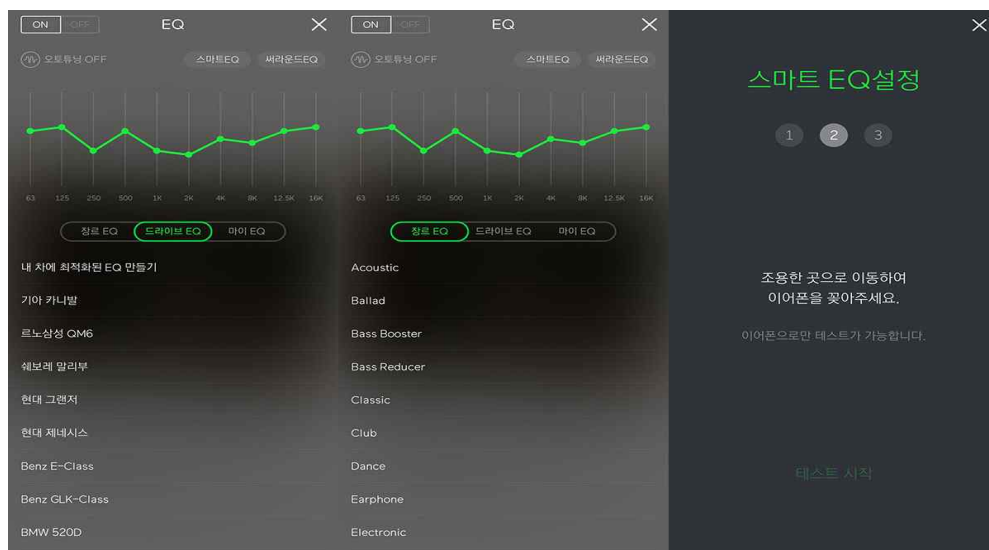 ON OFF EQ
오토튜닝 OFF 스마트EQ 써라운드EQ
63 125 250 500 1K 2K 4K 8K 12.5K 16K
장르 EQ 드라이브 EQ 마이 EQ
내 차에 최적화된 EQ 만들기
기아 카니발
르노삼성 QM6
쉐보레 말리부
현대 그랜저
현대 제네시스
Benz E-Class
Benz GLK-Class
BMW 520D
ON OFF EQ
오토튜닝 OFF 스마트EQ 써라운드EQ
63 125 250 500 1K 2K 4K 8K 12.5K 16K
장르 EQ 드라이브 EQ 마이 EQ
Acoustic
Ballad
Bass Booster
Bass Reducer
Classic
Club
Dance
Earphone
Electronic
스마트 EQ설정
1 2 3
조용한 곳으로 이동하여
이어폰을 꽂아주세요.
이어폰으로만 테스트가 가능합니다.
테스트 시작